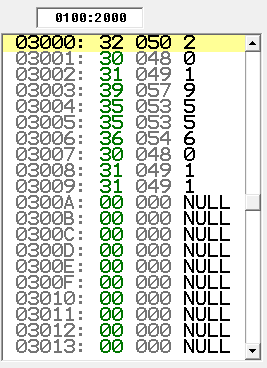 0100:2000
03000: 32 050 2
03001: 30 048 0
03002: 31 049 1
03003: 39 057 9
03004: 35 053 5
03005: 35 053 5
03006: 36 054 6
03007: 30 048 0
03008: 31 049 1
03009: 31 049 1
0300A: 00 000 NULL
0300B: 00 000 NULL
0300C: 00 000 NULL
0300D: 00 000 NULL
0300E: 00 000 NULL
0300F: 00 000 NULL
03010: 00 000 NULL
03011: 00 000 NULL
03012: 00 000 NULL
03013: 00 000 NULL